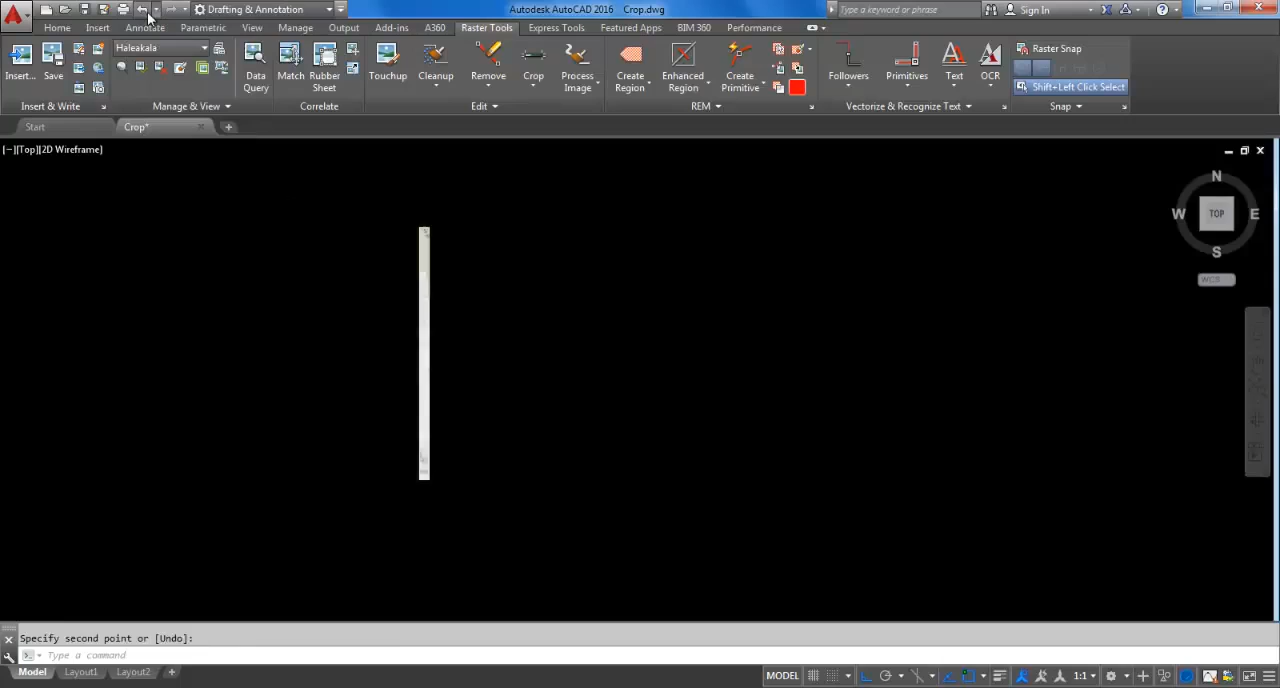 Drafting & Annotation
Autodesk AutoCAD 2016 Crop.dwg
Type a keyword or phrase
Sign In
Home Insert Annotate Parametric View Manage Output Add-ins A360 Raster Tools Express Tools Featured Apps BIM 360 Performance
Haleakala
Raster Snap
Insert... Save
Data Query
Match
Rubber Sheet
Touchup Cleanup Remove Crop
Process Image
Create Region
Enhanced Region
Create Primitive
Followers Primitives Text OCR
Shift+Left Click Select
Insert & Write Manage & View Correlate Edit REM Vectorize & Recognize Text Snap
Start Crop*
[−][Top][2D Wireframe]
N
W TOP E
S
WCS
Specify second point or [Undo]:
Type a command
Model Layout1 Layout2
MODEL 1:1